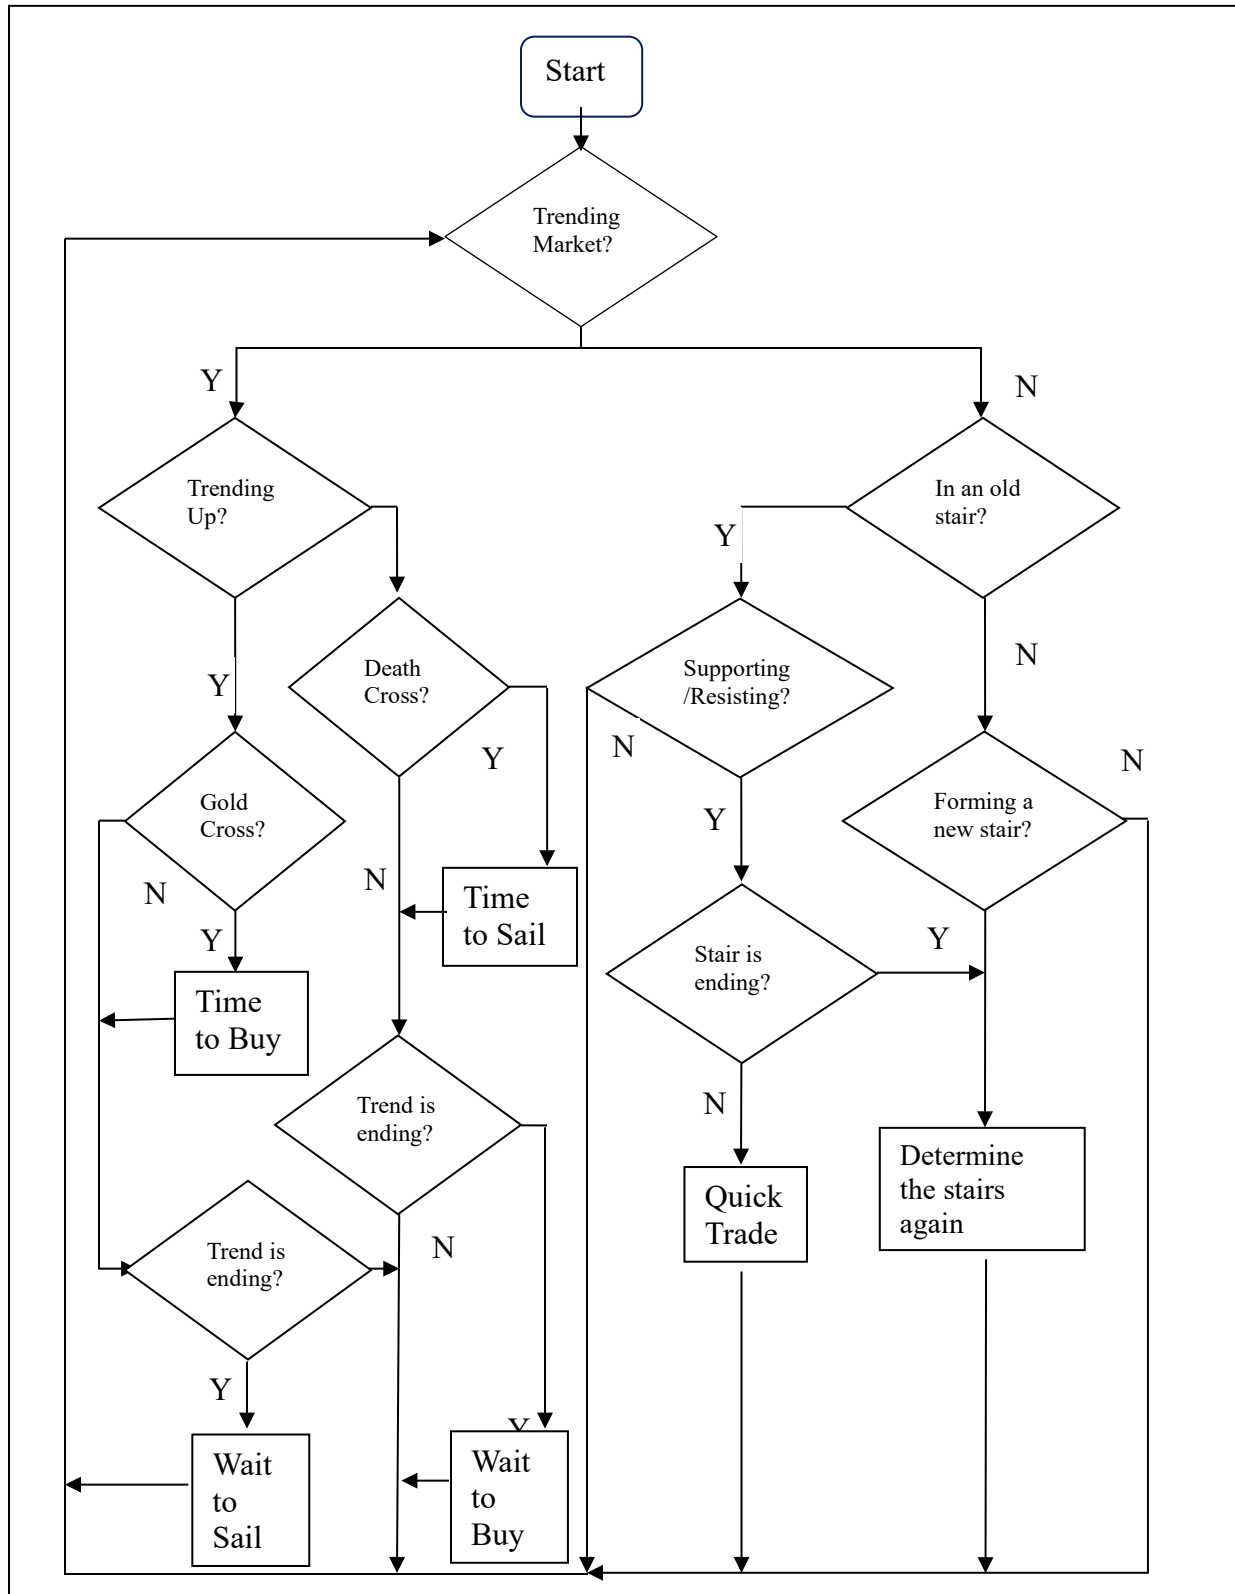 Start
Trending
Market?
Y
N
Trending
Up?
In an old
stair?
Y
Death
Cross?
Supporting
/Resisting?
N
Y
N
Y
N
Gold
Cross?
Y
Forming a
new stair?
N
N
Time
to Sail
Y
Y
Stair is
ending?
Time
to Buy
Trend is
ending?
N
Determine
the stairs
again
Quick
Trade
N
Trend is
ending?
Y
Y
Wait
to
Sail
Wait
to
Buy